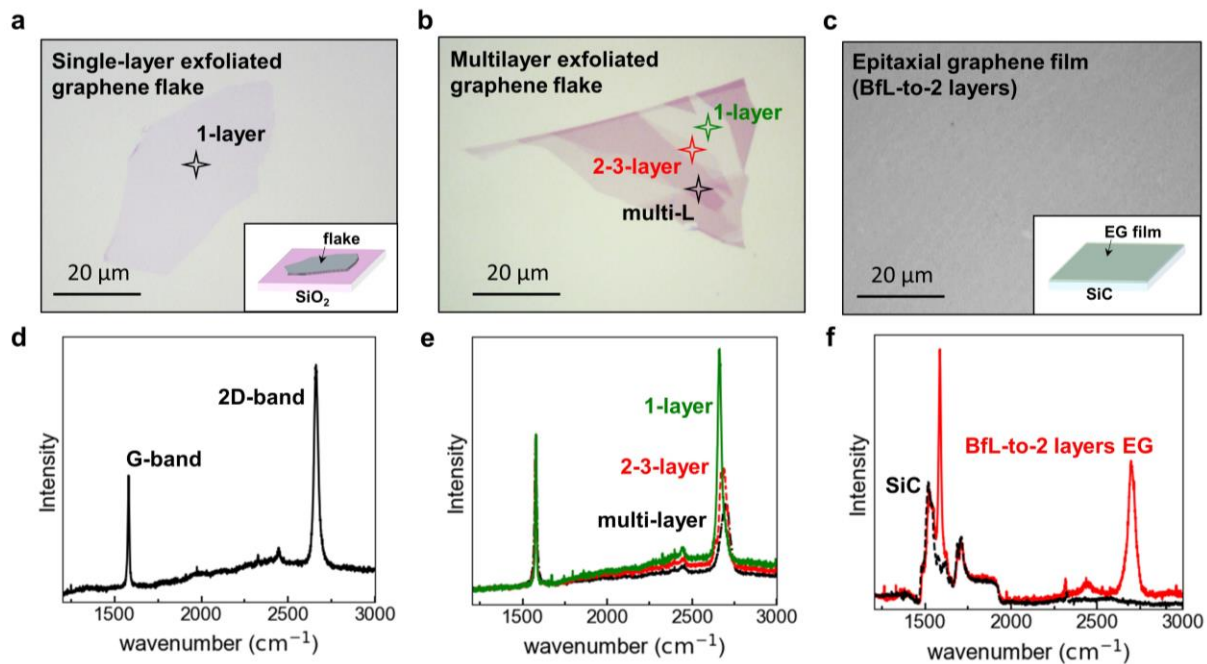 a
Single-layer exfoliated
graphene flake
1-layer
flake
SiO₂
20 µm
b
Multilayer exfoliated
graphene flake
1-layer
2-3-layer
multi-L
20 µm
c
Epitaxial graphene film
(BfL-to-2 layers)
EG film
SiC
20 µm
d
2D-band
G-band
Intensity
1500
2000
2500
3000
wavenumber (cm⁻¹)
e
1-layer
2-3-layer
multi-layer
Intensity
1500
2000
2500
3000
wavenumber (cm⁻¹)
f
BfL-to-2 layers EG
SiC
Intensity
1500
2000
2500
3000
wavenumber (cm⁻¹)